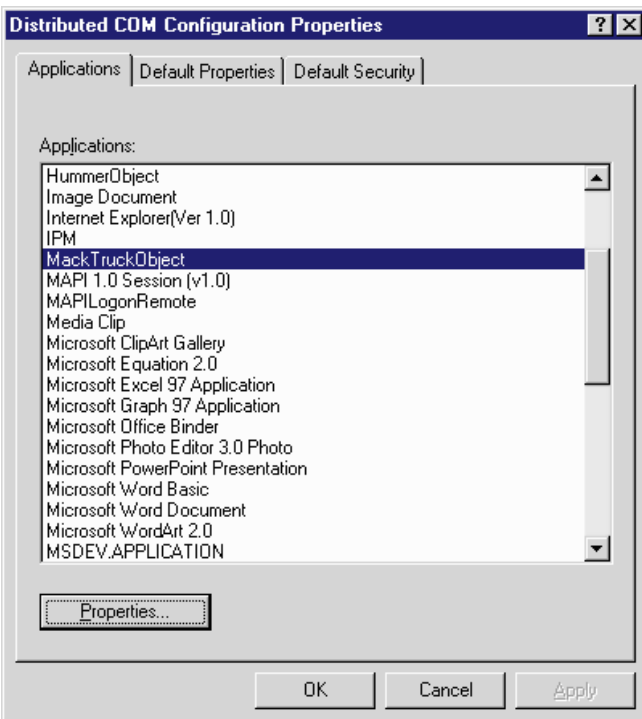 Distributed COM Configuration Properties
Applications Default Properties Default Security
Applications:
HummerObject
Image Document
Internet Explorer(Ver 1.0)
IPM
MackTruckObject
MAPI 1.0 Session (v1.0)
MAPILogonRemote
Media Clip
Microsoft ClipArt Gallery
Microsoft Equation 2.0
Microsoft Excel 97 Application
Microsoft Graph 97 Application
Microsoft Office Binder
Microsoft Photo Editor 3.0 Photo
Microsoft PowerPoint Presentation
Microsoft Word Basic
Microsoft Word Document
Microsoft WordArt 2.0
MSDEV.APPLICATION
Properties...
OK Cancel Apply